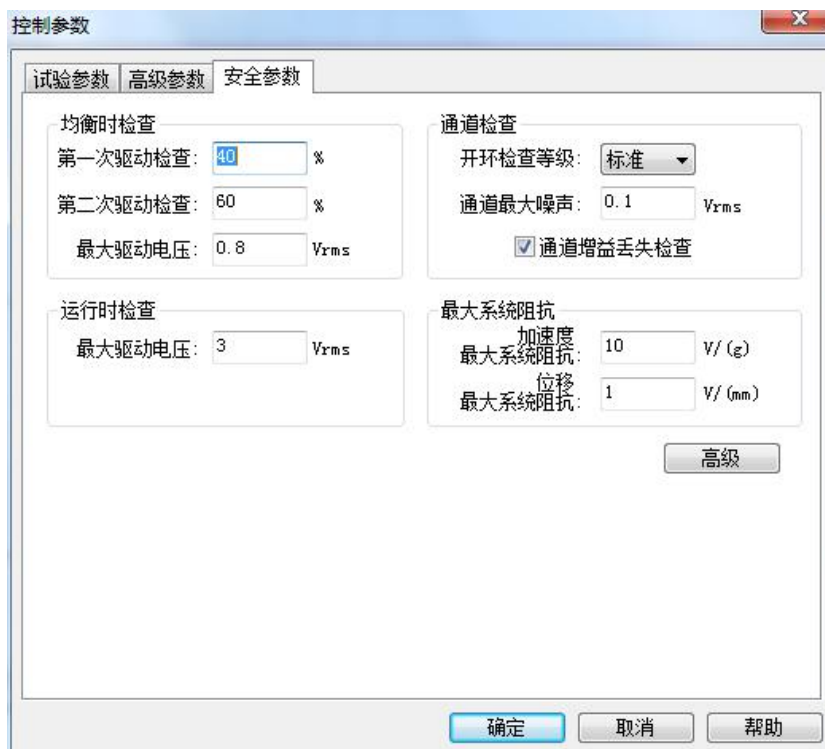 控制参数
X
试验参数 高级参数 安全参数
均衡时检查
第一次驱动检查: 40 %
第二次驱动检查: 60 %
最大驱动电压: 0.8 Vrms
通道检查
开环检查等级: 标准
通道最大噪声: 0.1 Vrms
通道增益丢失检查
运行时检查
最大驱动电压: 3 Vrms
最大系统阻抗
加速度
最大系统阻抗: 10 V/(g)
位移
最大系统阻抗: 1 V/(mm)
高级
确定 取消 帮助